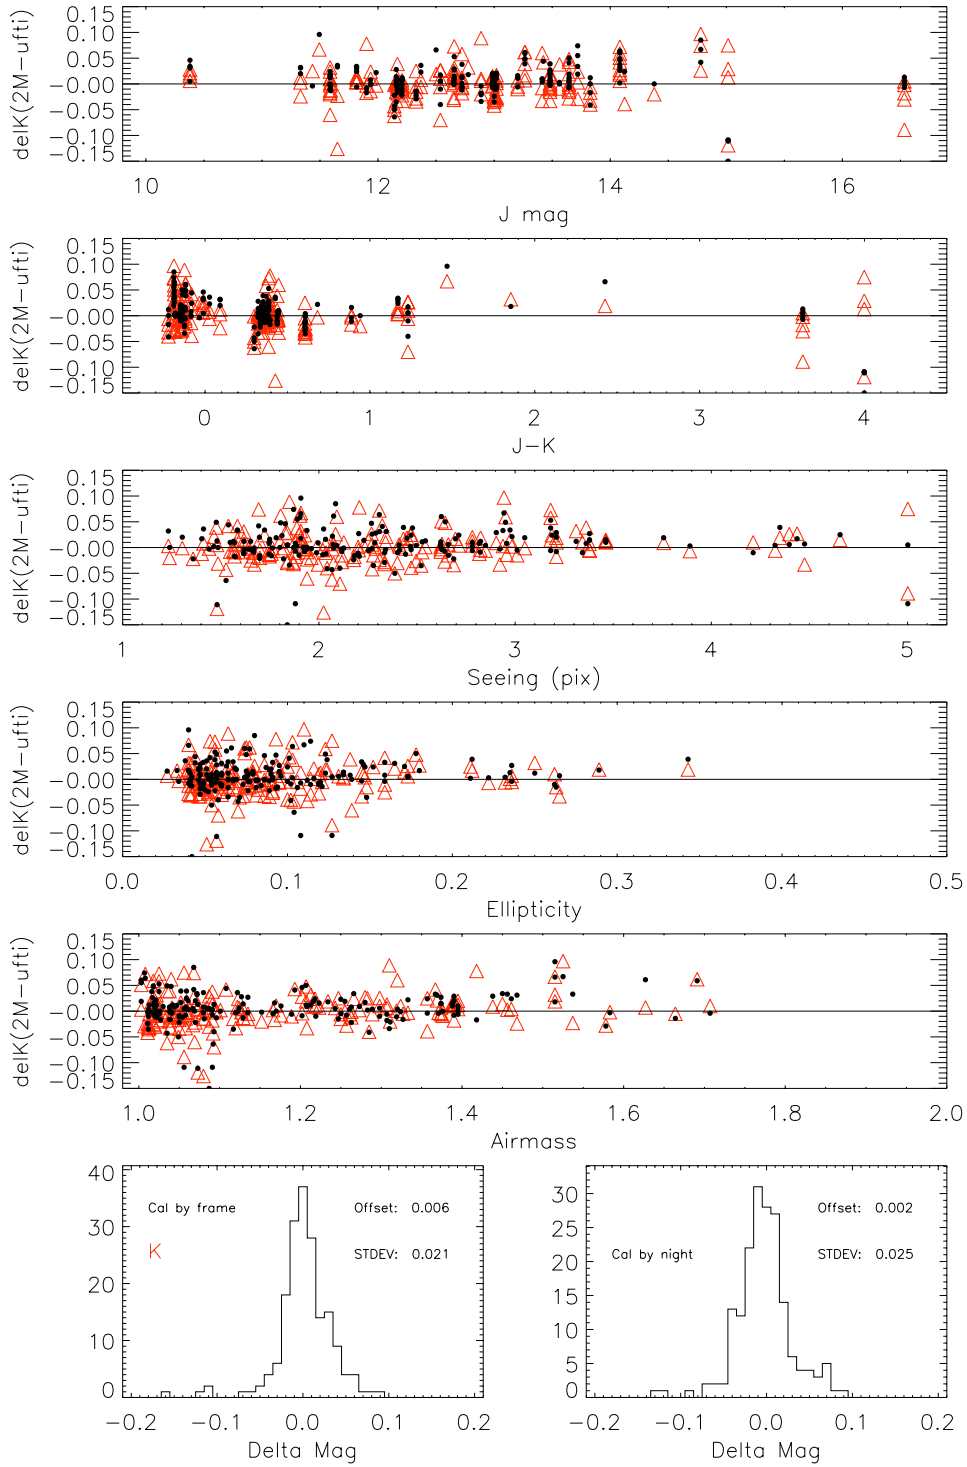 delK(2M−ufti)
0.15
0.10
0.05
−0.00
−0.05
−0.10
−0.15
10 12 14 16
J mag
delK(2M−ufti)
0.15
0.10
0.05
−0.00
−0.05
−0.10
−0.15
0 1 2 3 4
J−K
delK(2M−ufti)
0.15
0.10
0.05
−0.00
−0.05
−0.10
−0.15
1 2 3 4 5
Seeing (pix)
delK(2M−ufti)
0.15
0.10
0.05
−0.00
−0.05
−0.10
−0.15
0.0 0.1 0.2 0.3 0.4 0.5
Ellipticity
delK(2M−ufti)
0.15
0.10
0.05
−0.00
−0.05
−0.10
−0.15
1.0 1.2 1.4 1.6 1.8 2.0
Airmass
40
30
20
10
0
Cal by frame
Offset: 0.006
K
STDEV: 0.021
−0.2 −0.1 0.0 0.1 0.2
Delta Mag
30
25
20
15
10
5
0
Offset: 0.002
Cal by night
STDEV: 0.025
−0.2 −0.1 0.0 0.1 0.2
Delta Mag